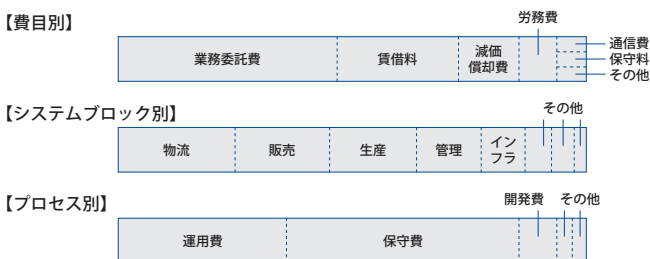 【費目別】
労務費
業務委託費
賃借料
減価
償却費
通信費
保守料
その他
【システムブロック別】
その他
物流
販売
生産
管理
イン
フラ
【プロセス別】
開発費
その他
運用費
保守費